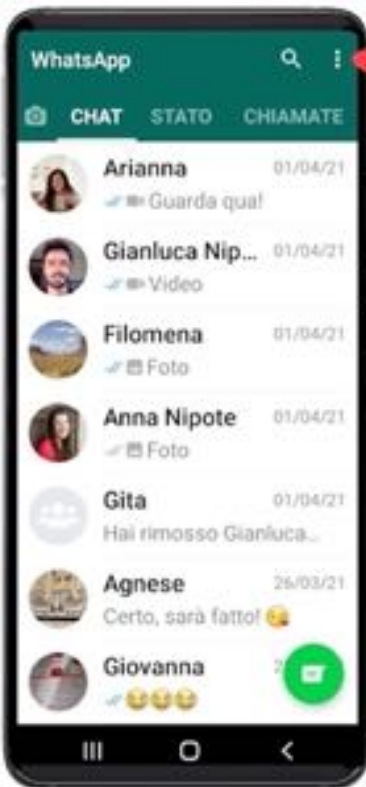 WhatsApp
CHAT STATO CHIAMATE
Arianna 01/04/21
Guarda qua!
Gianluca Nip... 01/04/21
Video
Filomena 01/04/21
Foto
Anna Nipote 01/04/21
Foto
Gita 01/04/21
Hai rimosso Gianluca...
Agnese 26/03/21
Certo, sarà fatto! 😘
Giovanna 2
😂😂😂